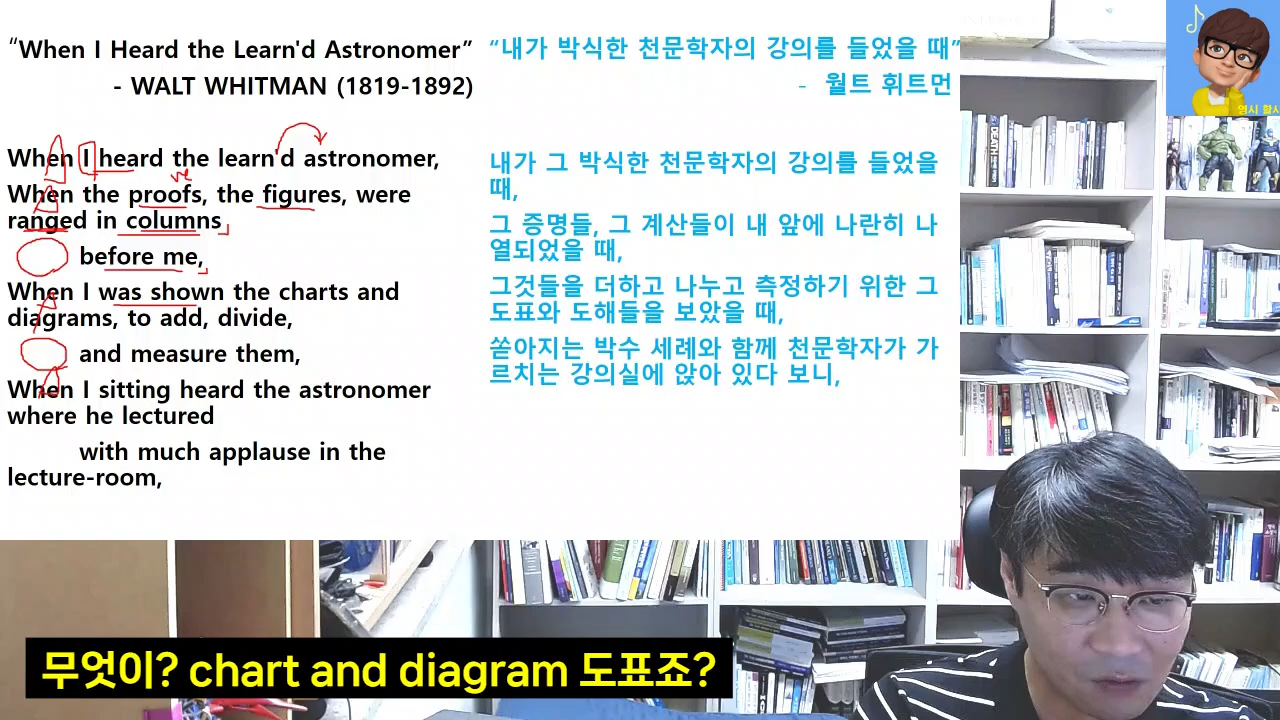 "When I Heard the Learn'd Astronomer”
- WALT WHITMAN (1819-1892)
When I heard the learn'd astronomer,
When the proofs, the figures, were
ranged in columns,
before me,
When I was shown the charts and
diagrams, to add, divide,
and measure them,
When I sitting heard the astronomer
where he lectured
with much applause in the
lecture-room,
“내가 박식한 천문학자의 강의를 들었을 때”
- 월트 휘트먼
내가 그 박식한 천문학자의 강의를 들었을
때,
그 증명들, 그 계산들이 내 앞에 나란히 나
열되었을 때,
그것들을 더하고 나누고 측정하기 위한 그
도표와 도해들을 보았을 때,
쏟아지는 박수 세례와 함께 천문학자가 가
르치는 강의실에 앉아 있다 보니,
영시 할시
무엇이? chart and diagram 도표죠?